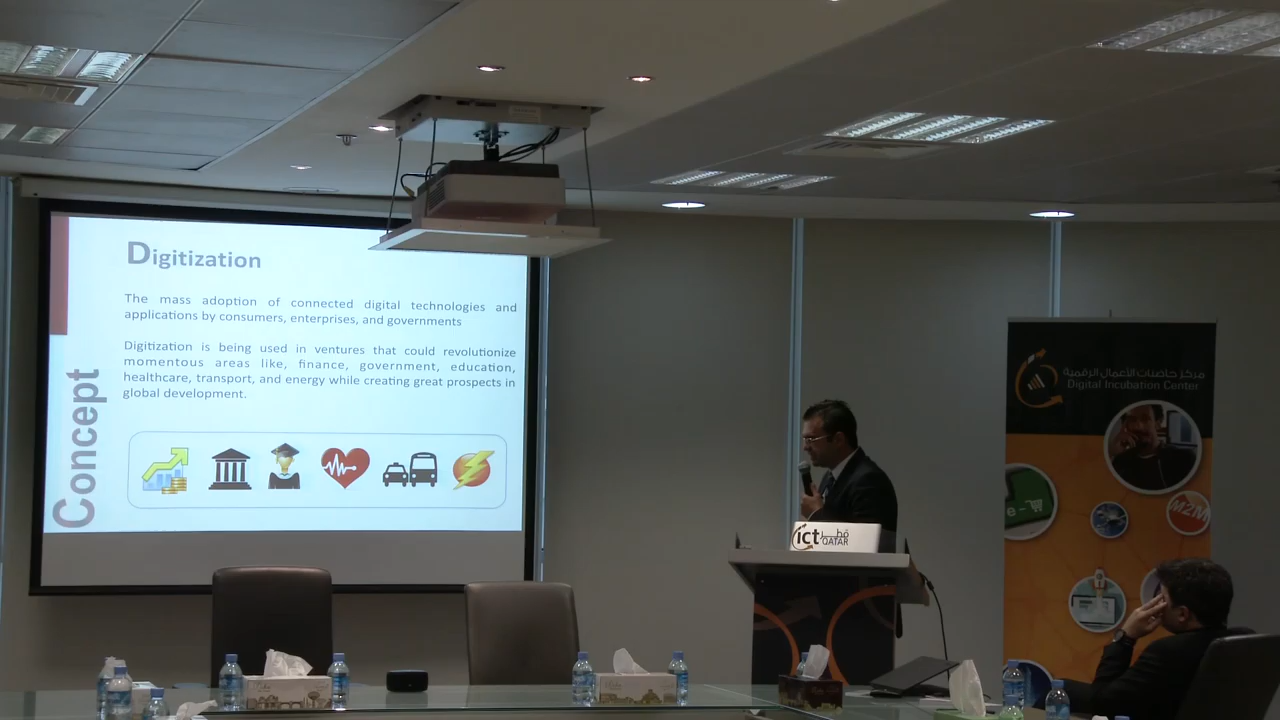 Digitization
The mass adoption of connected digital technologies and
applications by consumers, enterprises, and governments
Digitization is being used in ventures that could revolutionize
momentous areas like, finance, government, education,
healthcare, transport, and energy while creating great prospects in
global development.
Concept
مركز حاضنات الأعمال الرقمية
Digital Incubation Center
e-
M2M
ictقطر
QATAR